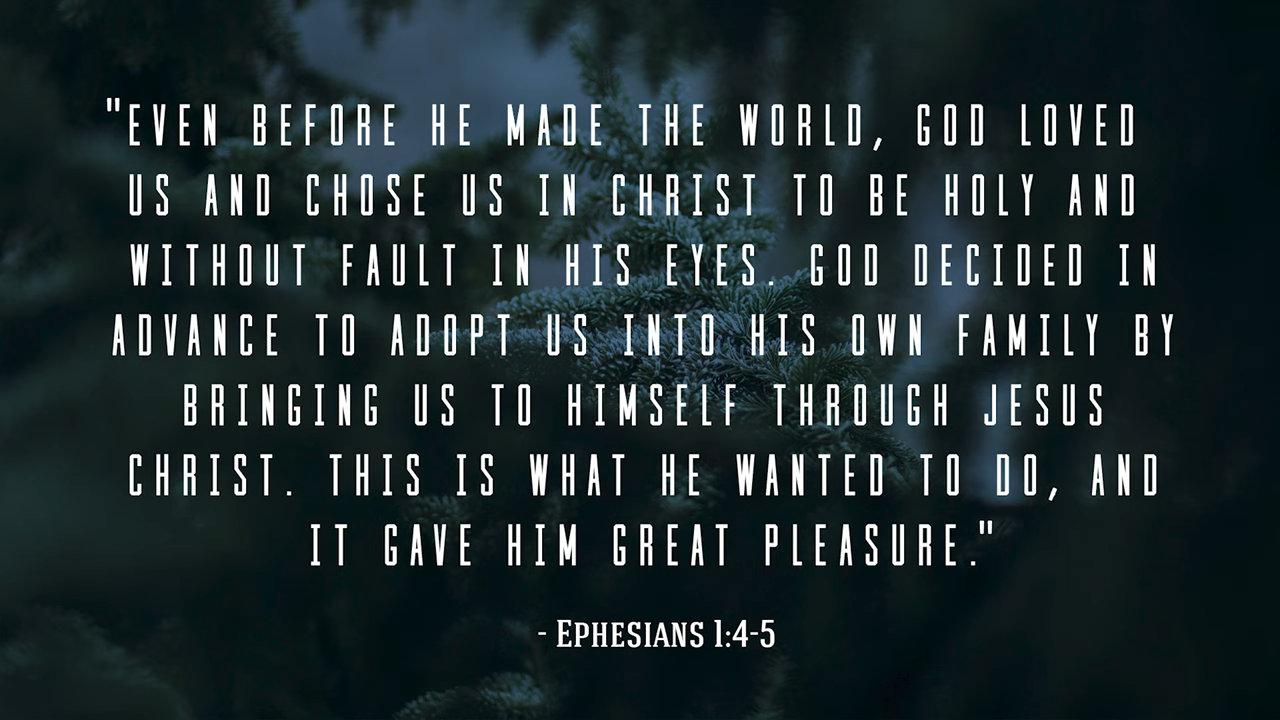 "EVEN BEFORE HE MADE THE WORLD, GOD LOVED
US AND CHOSE US IN CHRIST TO BE HOLY AND
WITHOUT FAULT IN HIS EYES. GOD DECIDED IN
ADVANCE TO ADOPT US INTO HIS OWN FAMILY BY
BRINGING US TO HIMSELF THROUGH JESUS
CHRIST. THIS IS WHAT HE WANTED TO DO, AND
IT GAVE HIM GREAT PLEASURE."
- EPHESIANS 1:4-5